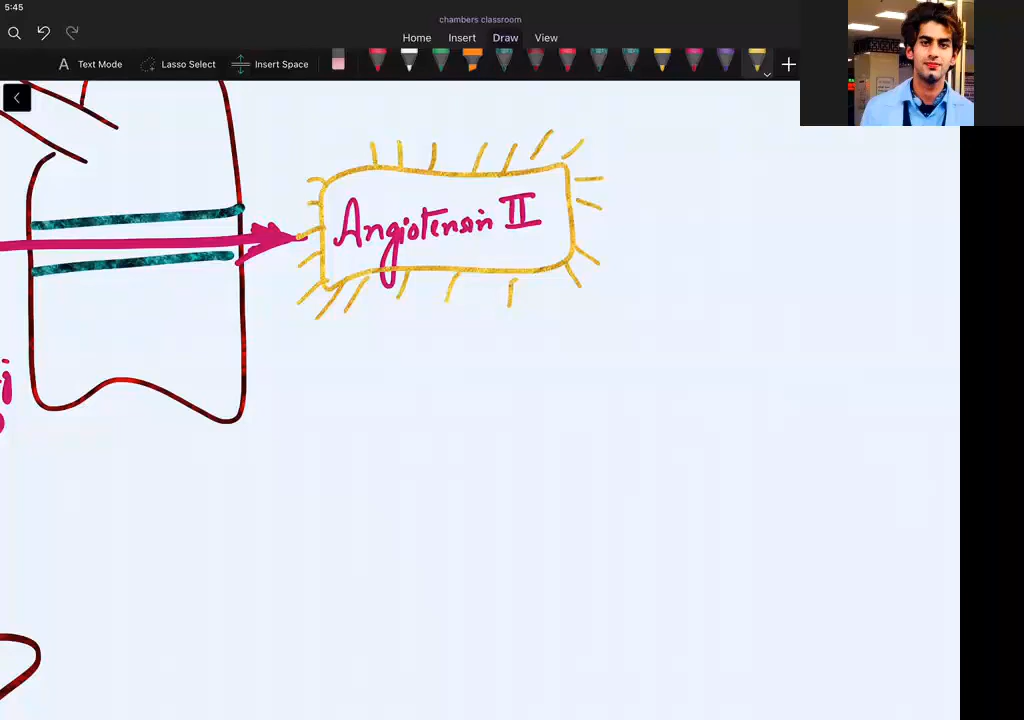 5:45
chambers classroom
Home Insert Draw View
Text Mode Lasso Select Insert Space
Angiotensin II